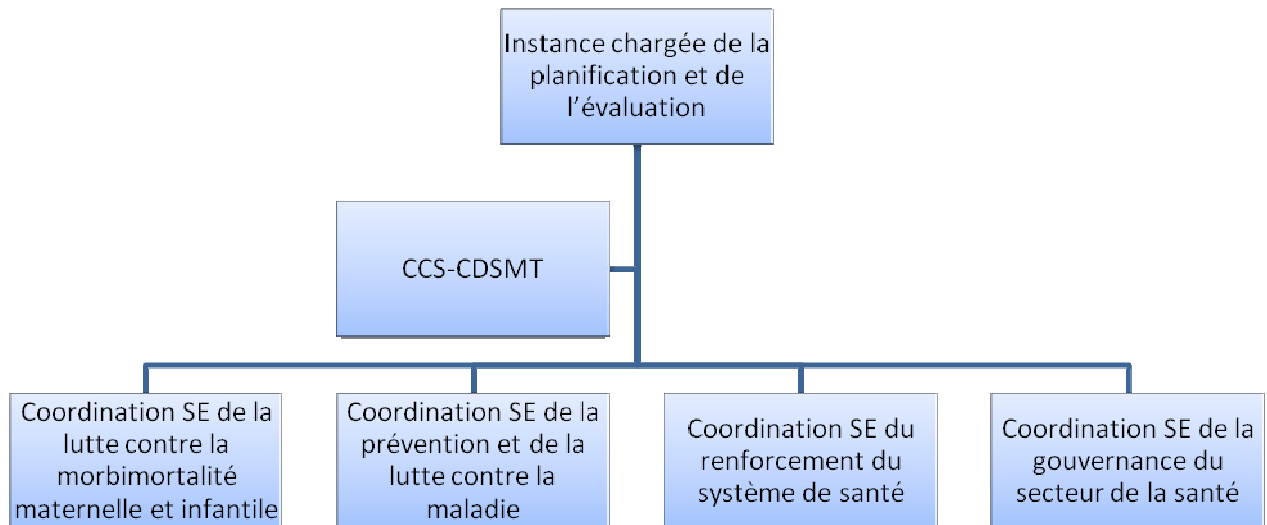 Instance chargée de la
planification et de
l’évaluation
CCS-CDSMT
Coordination SE de la
lutte contre la
morbimortalité
maternelle et infantile
Coordination SE de la
prévention et de la
lutte contre la
maladie
Coordination SE du
renforcement du
système de santé
Coordination SE de la
gouvernance du
secteur de la santé